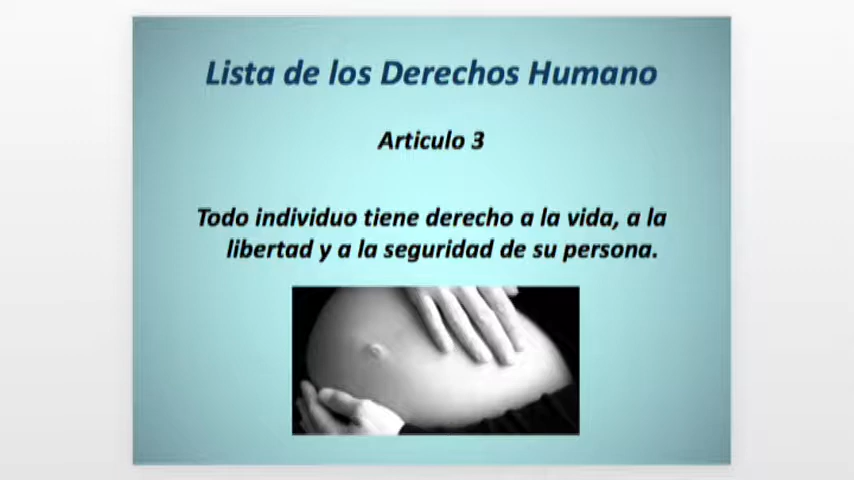 Lista de los Derechos Humano
Articulo 3
Todo individuo tiene derecho a la vida, a la
libertad y a la seguridad de su persona.